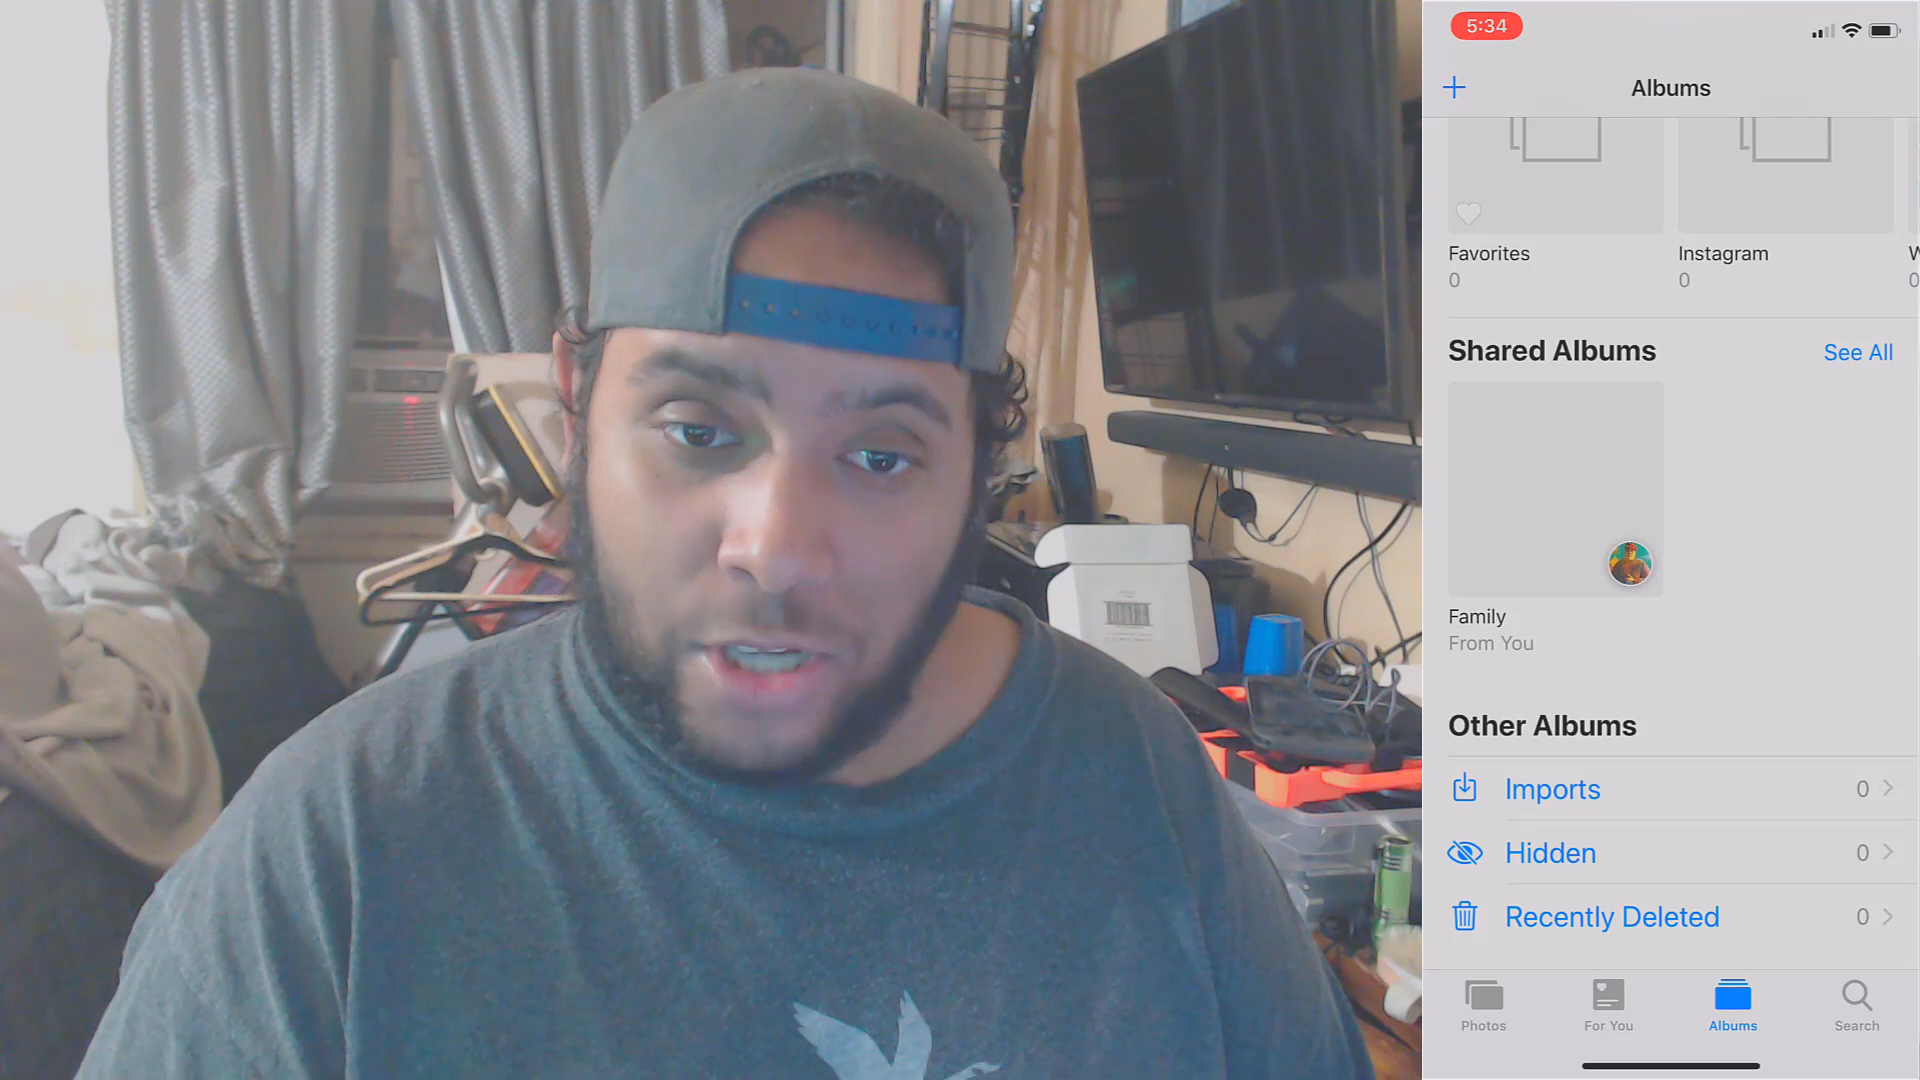 5:34
Albums
Favorites
0
Instagram
0
W
0
Shared Albums
See All
Family
From You
Other Albums
Imports
0
Hidden
0
Recently Deleted
0
Photos
For You
Albums
Search